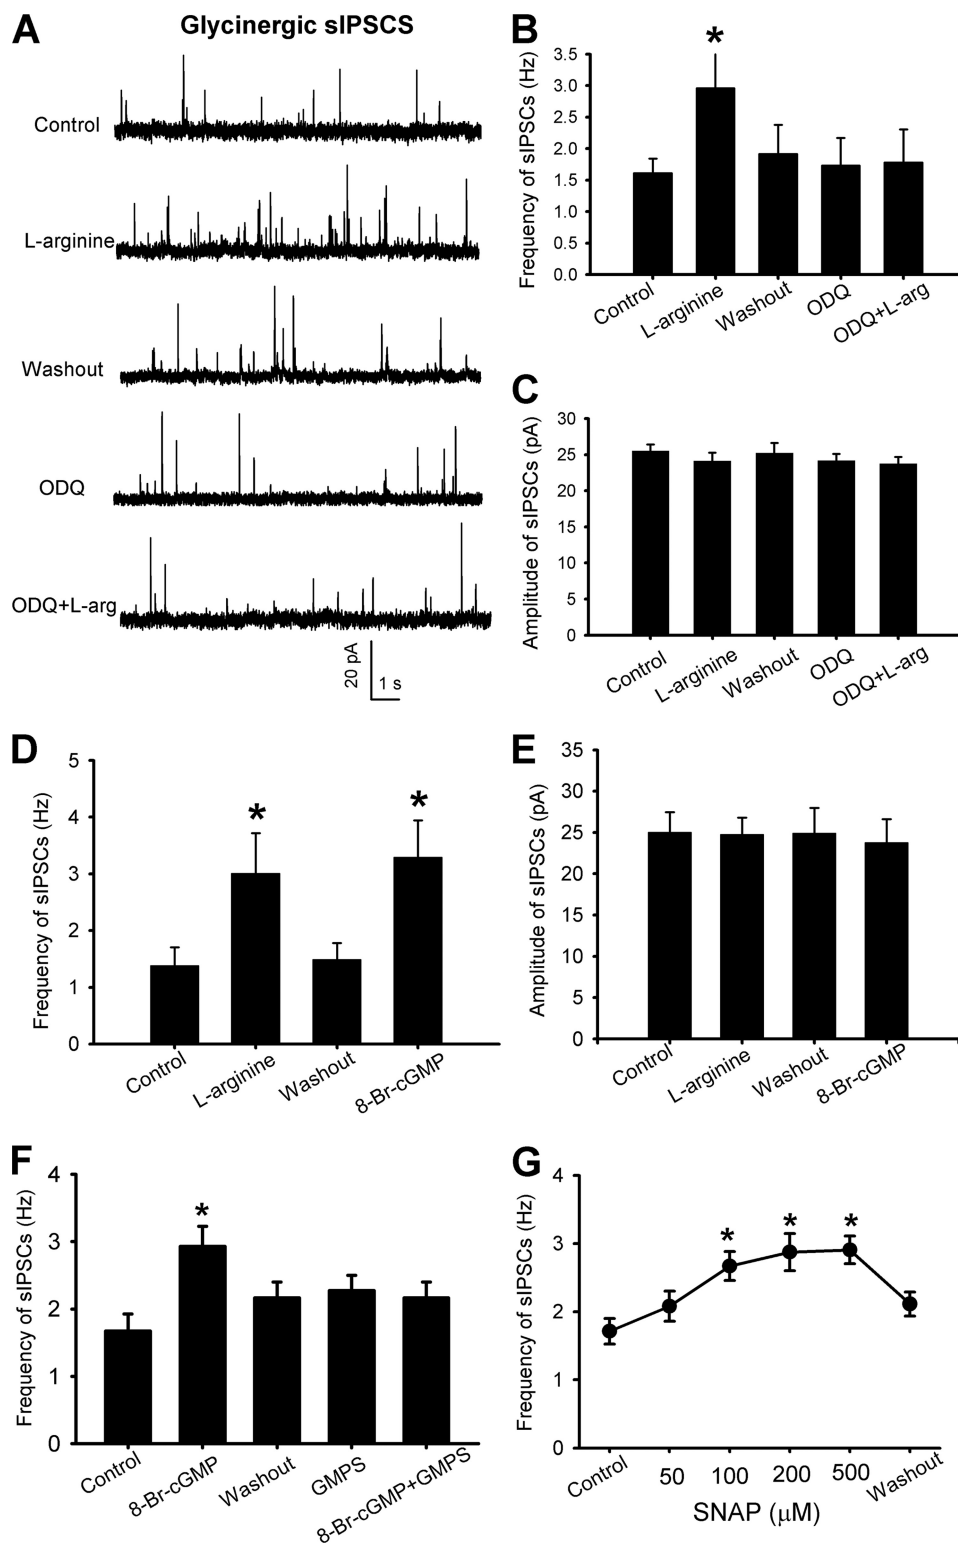 A
Glycinergic sIPSCS
Control
L-arginine
Washout
ODQ
ODQ+L-arg
20 pA
1 s
B
*
Frequency of sIPSCs (Hz)
3.5
3.0
2.5
2.0
1.5
1.0
0.5
0.0
Control
L-arginine
Washout
ODQ
ODQ+L-arg
C
Amplitude of sIPSCs (pA)
30
25
20
15
10
5
0
Control
L-arginine
Washout
ODQ
ODQ+L-arg
D
Frequency of sIPSCs (Hz)
5
4
3
2
1
0
*
*
Control
L-arginine
Washout
8-Br-cGMP
E
Amplitude of sIPSCs (pA)
35
30
25
20
15
10
5
0
Control
L-arginine
Washout
8-Br-cGMP
F
Frequency of sIPSCs (Hz)
4
3
2
1
0
*
Control
8-Br-cGMP
Washout
GMPS
8-Br-cGMP+GMPS
G
Frequency of sIPSCs (Hz)
4
3
2
1
0
* * *
Control
50
100
200
500
Washout
SNAP (μM)